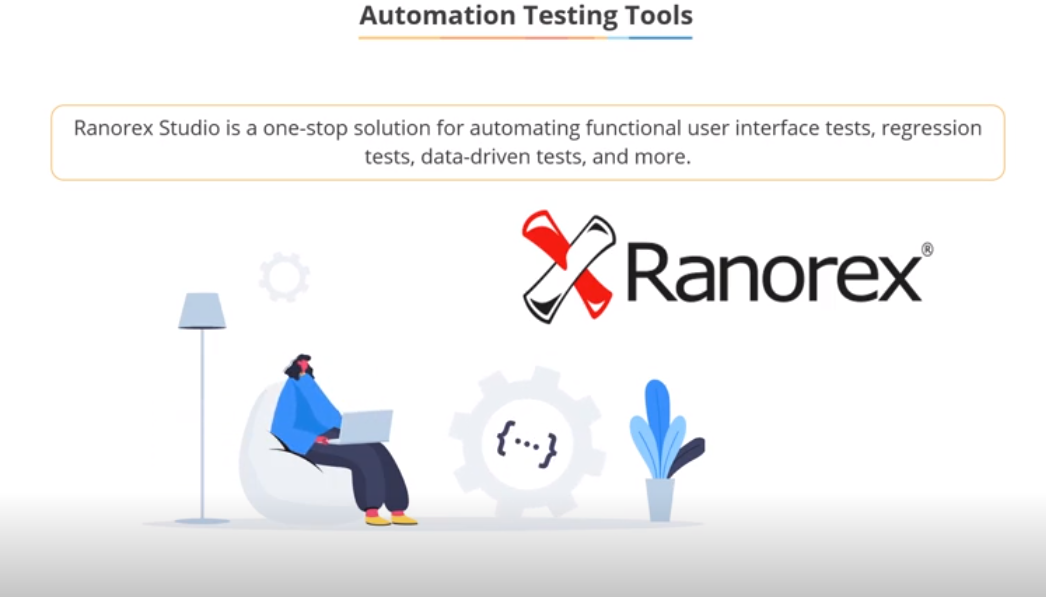 Automation Testing Tools
Ranorex Studio is a one-stop solution for automating functional user interface tests, regression
tests, data-driven tests, and more.
Ranorex®
{...}